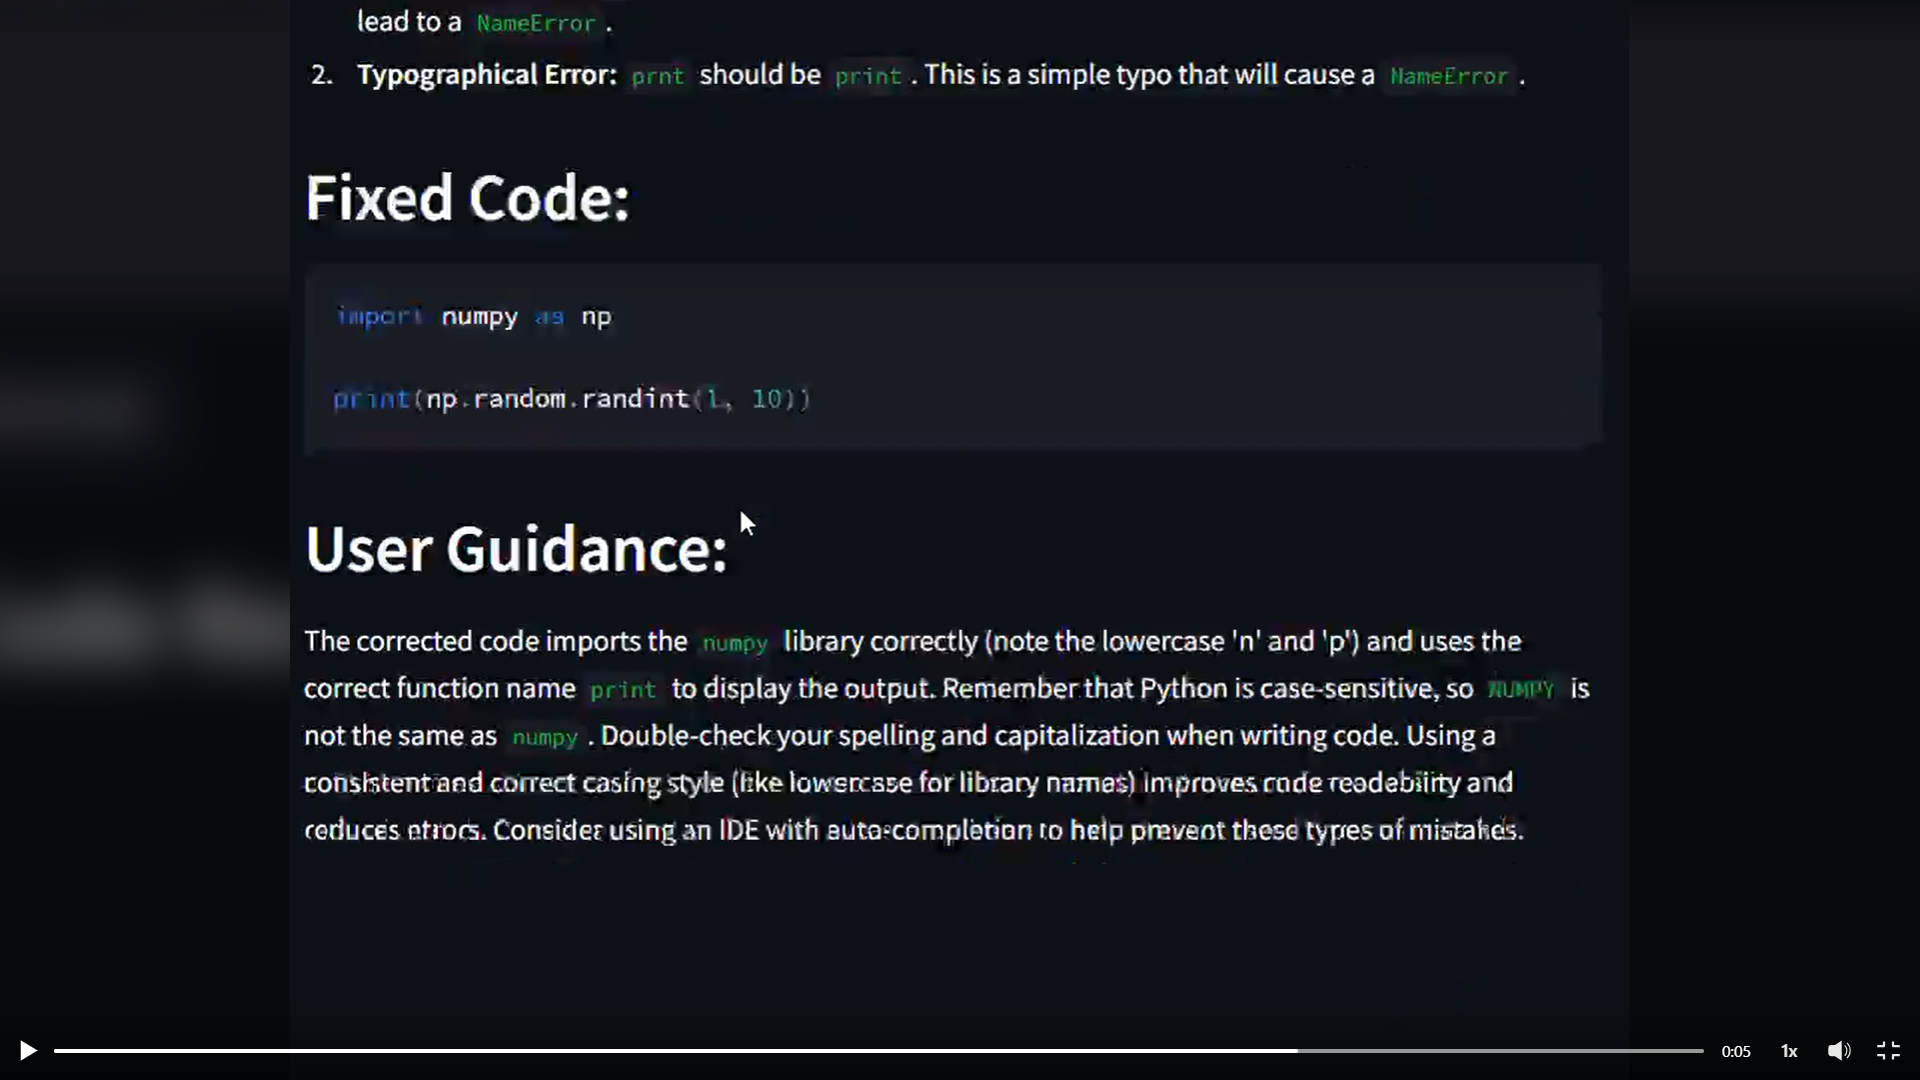 lead to a NameError .
2. Typographical Error: prnt should be print . This is a simple typo that will cause a NameError .
Fixed Code:
import numpy as np
print(np.random.randint(1, 10))
User Guidance:
The corrected code imports the numpy library correctly (note the lowercase 'n' and 'p') and uses the
correct function name print to display the output. Remember that Python is case-sensitive, so NUMPY is
not the same as numpy . Double-check your spelling and capitalization when writing code. Using a
consistent and correct casing style (like lowercase for library names) improves code readability and
reduces errors. Consider using an IDE with auto-completion to help prevent these types of mistakes.
0:05 1x